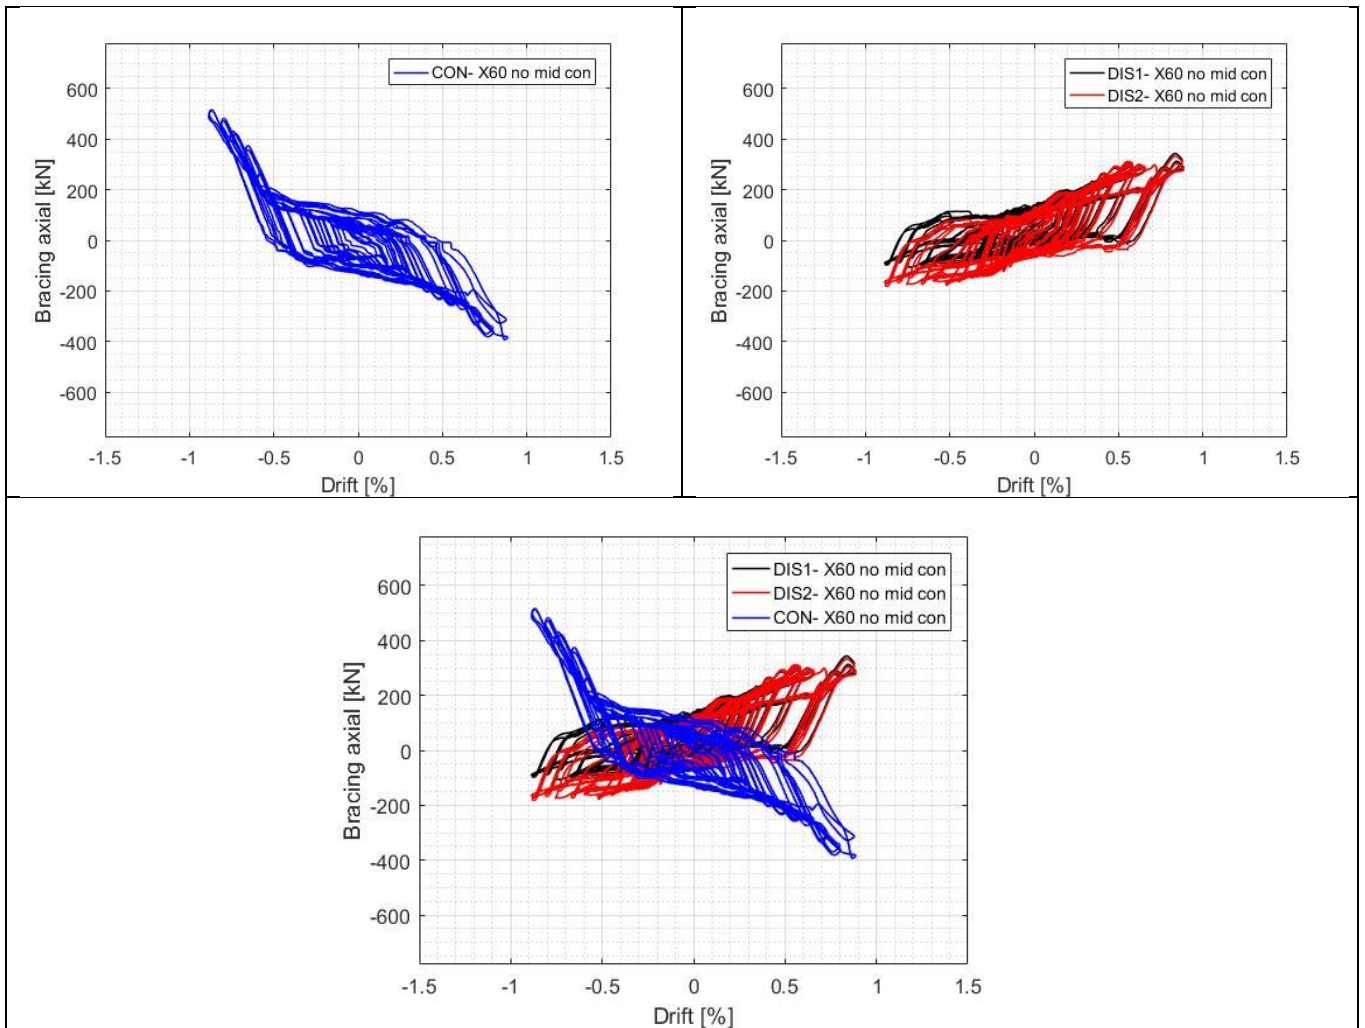 CON- X60 no mid con
600
400
200
0
-200
-400
-600
Bracing axial [kN]
-1.5 -1 -0.5 0 0.5 1 1.5
Drift [%]
DIS1- X60 no mid con
DIS2- X60 no mid con
600
400
200
0
-200
-400
-600
Bracing axial [kN]
-1.5 -1 -0.5 0 0.5 1 1.5
Drift [%]
DIS1- X60 no mid con
DIS2- X60 no mid con
CON- X60 no mid con
600
400
200
0
-200
-400
-600
Bracing axial [kN]
-1.5 -1 -0.5 0 0.5 1 1.5
Drift [%]